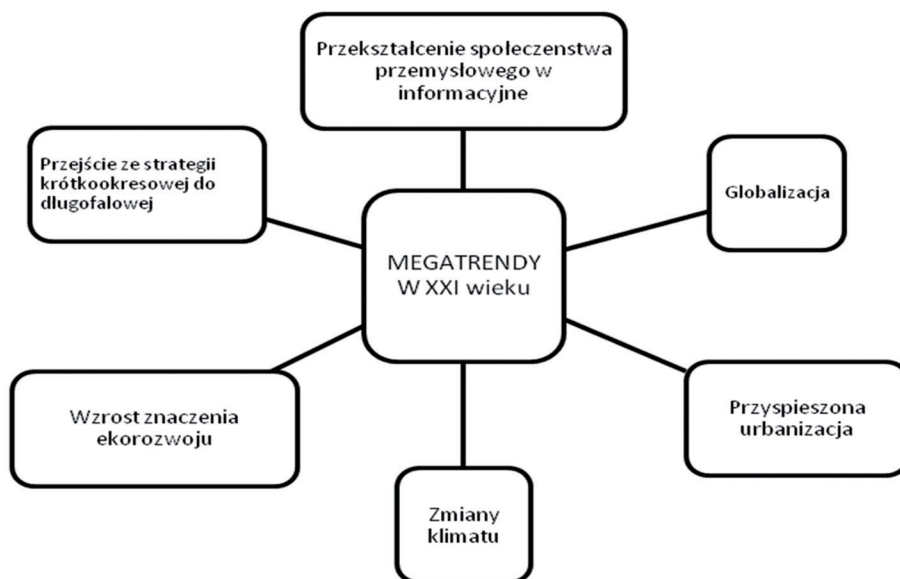 Przekształcenie społeczenstwa
przemysłowego w
informacyjne
Przejście ze strategii
krótkookresowej do
długofalowej
Globalizacja
MEGATRENDY
W XXI wieku
Wzrost znaczenia
ekorozwoju
Przyspieszona
urbanizacja
Zmiany
klimatu